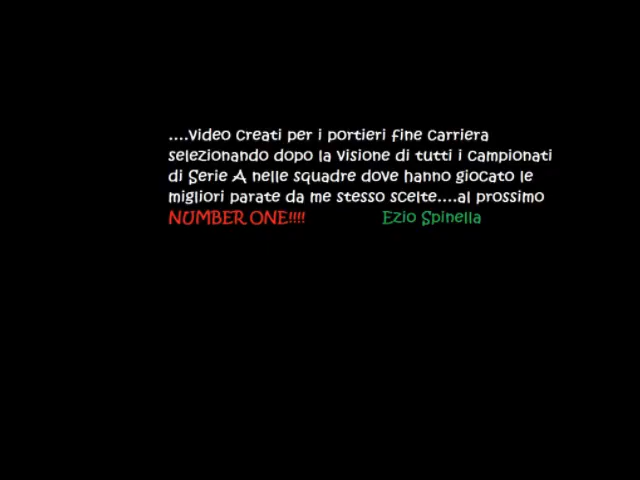 ....Video creati per i portieri fine carriera
selezionando dopo la visione di tutti i campionati
di Serie A nelle squadre dove hanno giocato le
migliori parate da me stesso scelte....al prossimo
NUMBER ONE!!!! Ezio Spinella